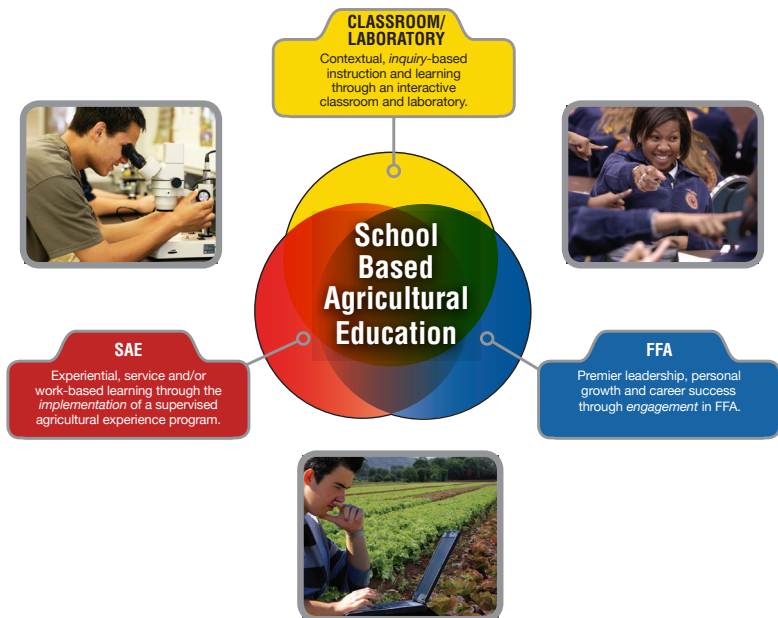 CLASSROOM/
LABORATORY
Contextual, inquiry-based
instruction and learning
through an interactive
classroom and laboratory.
School
Based
Agricultural
Education
SAE
Experiential, service and/or
work-based learning through the
implementation of a supervised
agricultural experience program.
FFA
Premier leadership, personal
growth and career success
through engagement in FFA.